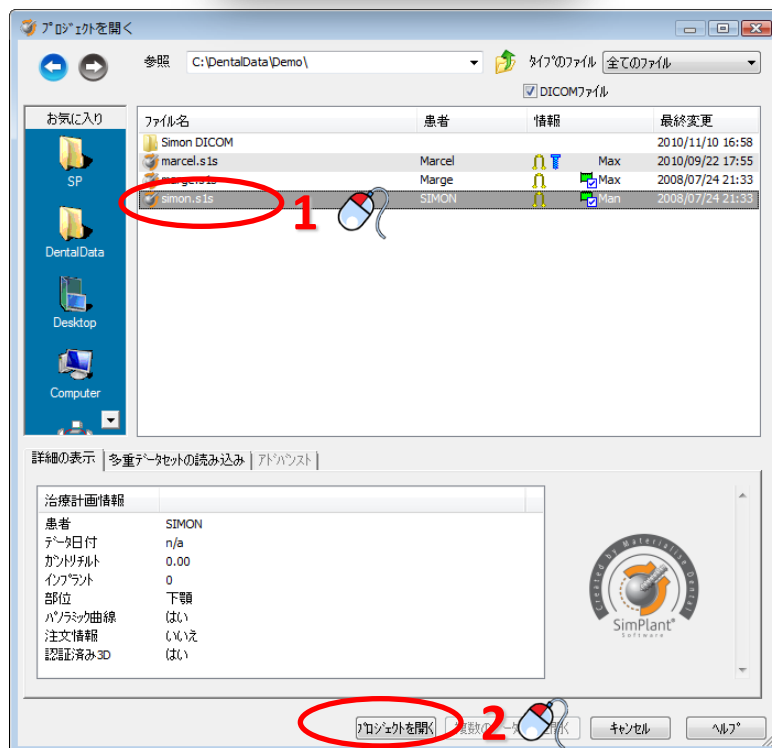 プロジェクトを開く
参照 C:\DentalData\Demo\ タイプのファイル 全てのファイル
DICOMファイル
お気に入り ファイル名 患者 情報 最終変更
Simon DICOM 2010/11/10 16:58
marcel.s1s Marcel Max 2010/09/22 17:55
marge.s1s Marge Max 2008/07/24 21:33
simon.s1s SIMON Man 2008/07/24 21:33
1
SP
DentalData
Desktop
Computer
詳細の表示 多重データセットの読み込み アドバンスト
治療計画情報
患者 SIMON
データ日付 n/a
ガントリチルト 0.00
インプラント 0
部位 下顎
パノラミック曲線 はい
注文情報 いいえ
認証済み3D はい
Created by Materialise Dental
SimPlant®
Software
プロジェクトを開く 2 開く キャンセル ヘルプ